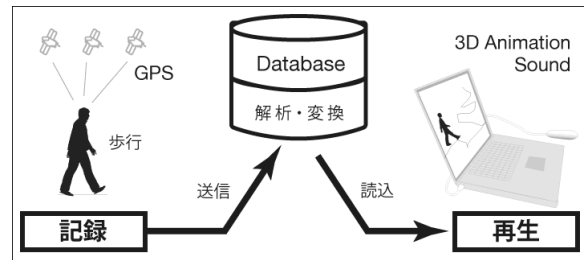 GPS
歩行
記録
送信
Database
解析・変換
読込
3D Animation
Sound
再生